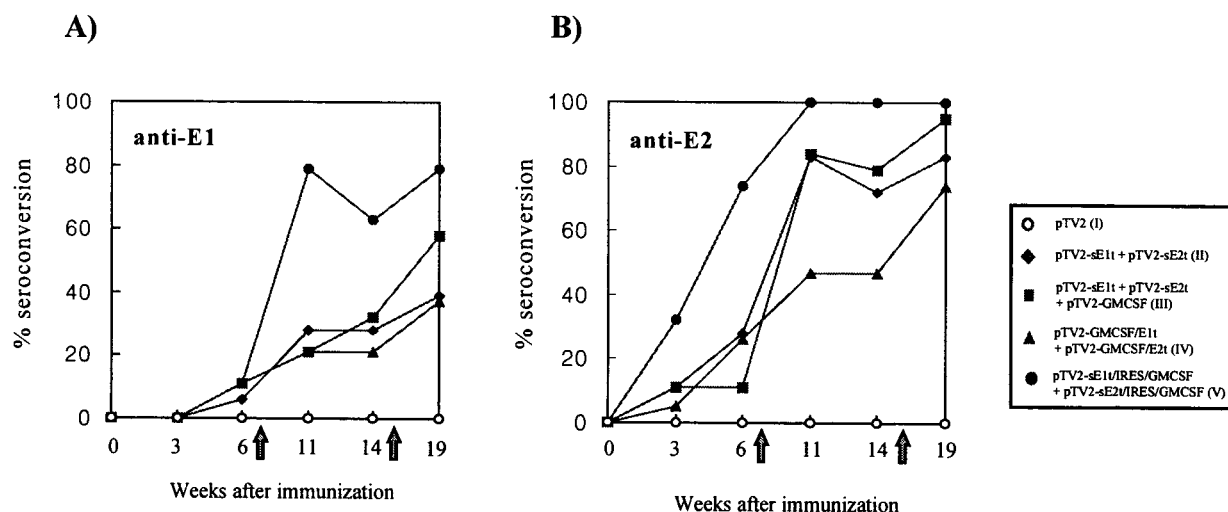 A)
B)
100
80
60
40
20
0
% seroconversion
anti-E1
0 3 6 11 14 19
Weeks after immunization
100
80
60
40
20
0
% seroconversion
anti-E2
0 3 6 11 14 19
Weeks after immunization
pTV2 (I)
pTV2-sE1t + pTV2-sE2t (II)
pTV2-sE1t + pTV2-sE2t
+ pTV2-GMCSF (III)
pTV2-GMCSF/E1t
+ pTV2-GMCSF/E2t (IV)
pTV2-sE1t/IRES/GMCSF
+ pTV2-sE2t/IRES/GMCSF (V)